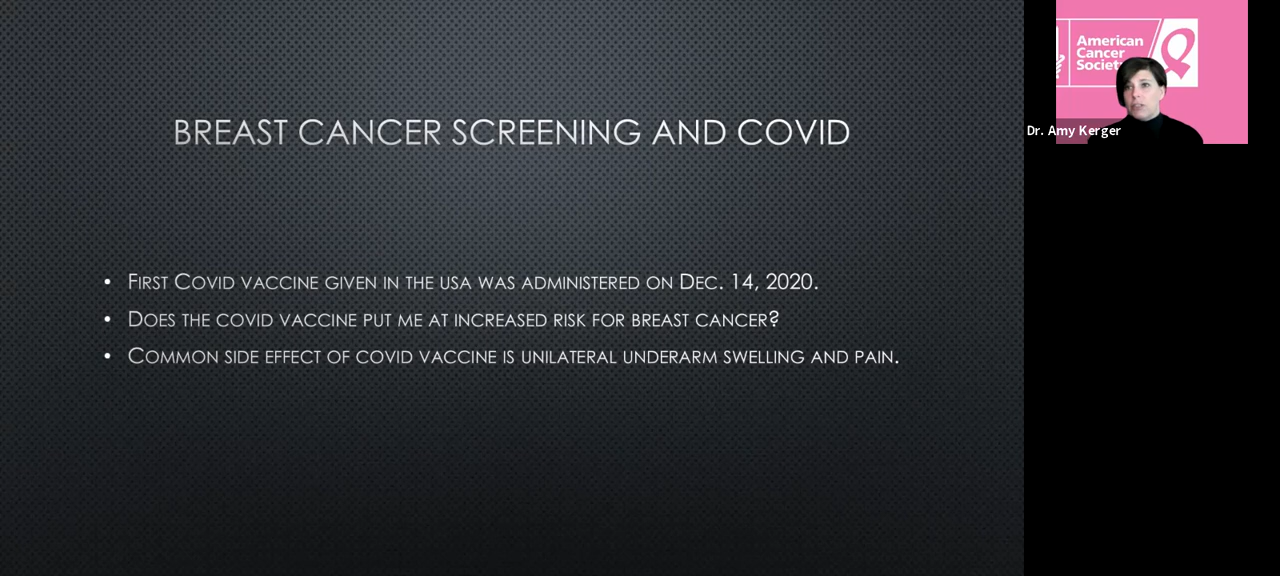 BREAST CANCER SCREENING AND COVID
• FIRST COVID VACCINE GIVEN IN THE USA WAS ADMINISTERED ON DEC. 14, 2020.
• DOES THE COVID VACCINE PUT ME AT INCREASED RISK FOR BREAST CANCER?
• COMMON SIDE EFFECT OF COVID VACCINE IS UNILATERAL UNDERARM SWELLING AND PAIN.
American
Cancer
Society
Dr. Amy Kerger